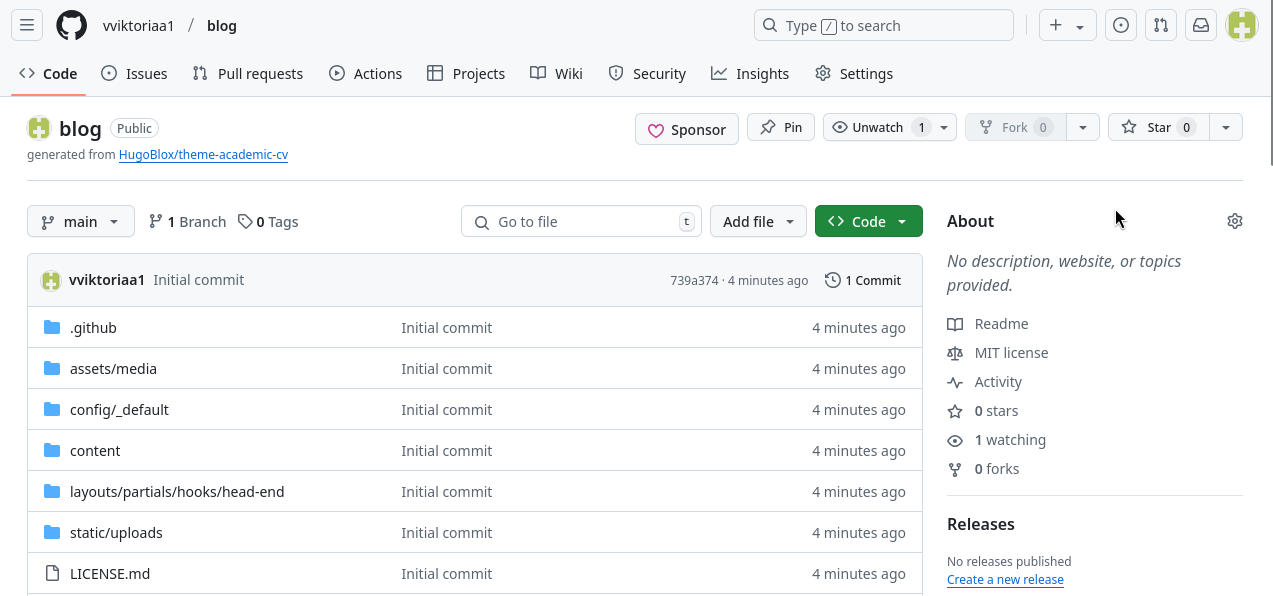 vviktoriaa1 / blog
Type / to search
Code Issues Pull requests Actions Projects Wiki Security Insights Settings
blog Public
Sponsor Pin Unwatch 1 Fork 0 Star 0
generated from HugoBlox/theme-academic-cv
main 1 Branch 0 Tags Go to file t Add file Code
vviktoriaa1 Initial commit 739a374 · 4 minutes ago 1 Commit
.github Initial commit 4 minutes ago
assets/media Initial commit 4 minutes ago
config/_default Initial commit 4 minutes ago
content Initial commit 4 minutes ago
layouts/partials/hooks/head-end Initial commit 4 minutes ago
static/uploads Initial commit 4 minutes ago
LICENSE.md Initial commit 4 minutes ago
About
No description, website, or topics
provided.
Readme
MIT license
Activity
0 stars
1 watching
0 forks
Releases
No releases published
Create a new release